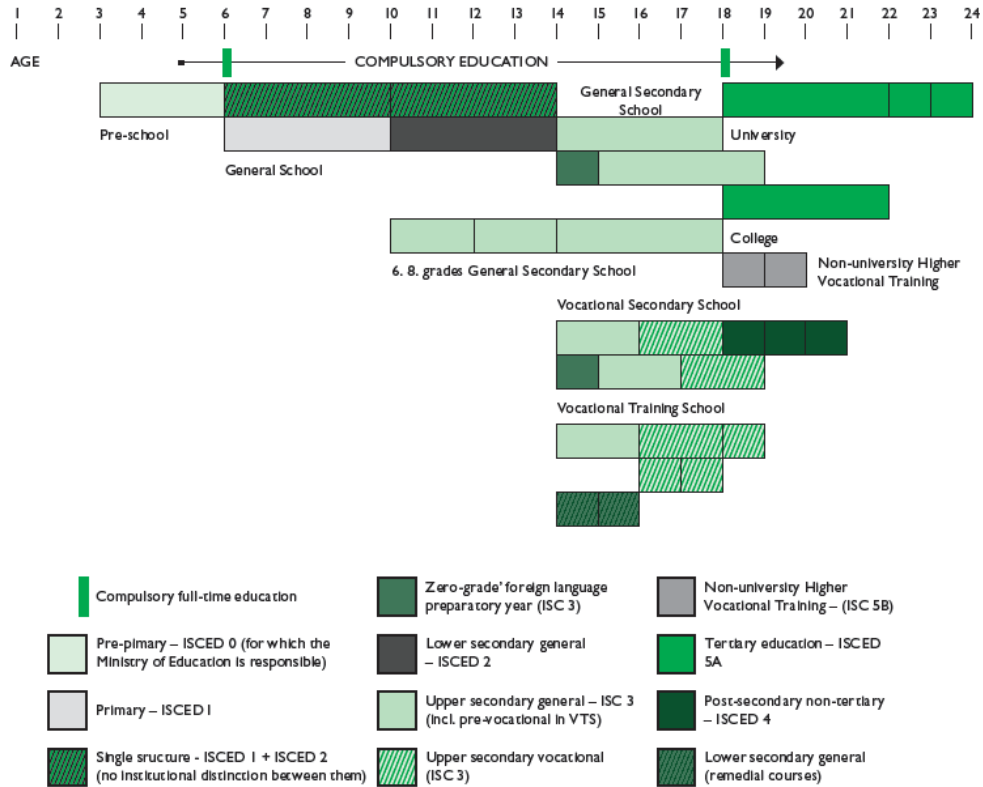 1 2 3 4 5 6 7 8 9 10 11 12 13 14 15 16 17 18 19 20 21 22 23 24
AGE
COMPULSORY EDUCATION
General Secondary
School
Pre-school
University
General School
College
6. 8. grades General Secondary School
Non-university Higher
Vocational Training
Vocational Secondary School
Vocational Training School
Compulsory full-time education
Zero-grade' foreign language
preparatory year (ISC 3)
Non-university Higher
Vocational Training – (ISC 5B)
Pre-pimary – ISCED 0 (for which the
Ministry of Education is responsible)
Lower secondary general
– ISCED 2
Tertiary education – ISCED
5A
Primary – ISCED 1
Upper secondary general – ISC 3
(incl. pre-vocational in VTS)
Post-secondary non-tertiary
– ISCED 4
Single sructure - ISCED 1 + ISCED 2
(no institutional distinction between them)
Upper secondary vocational
(ISC 3)
Lower secondary general
(remedial courses)